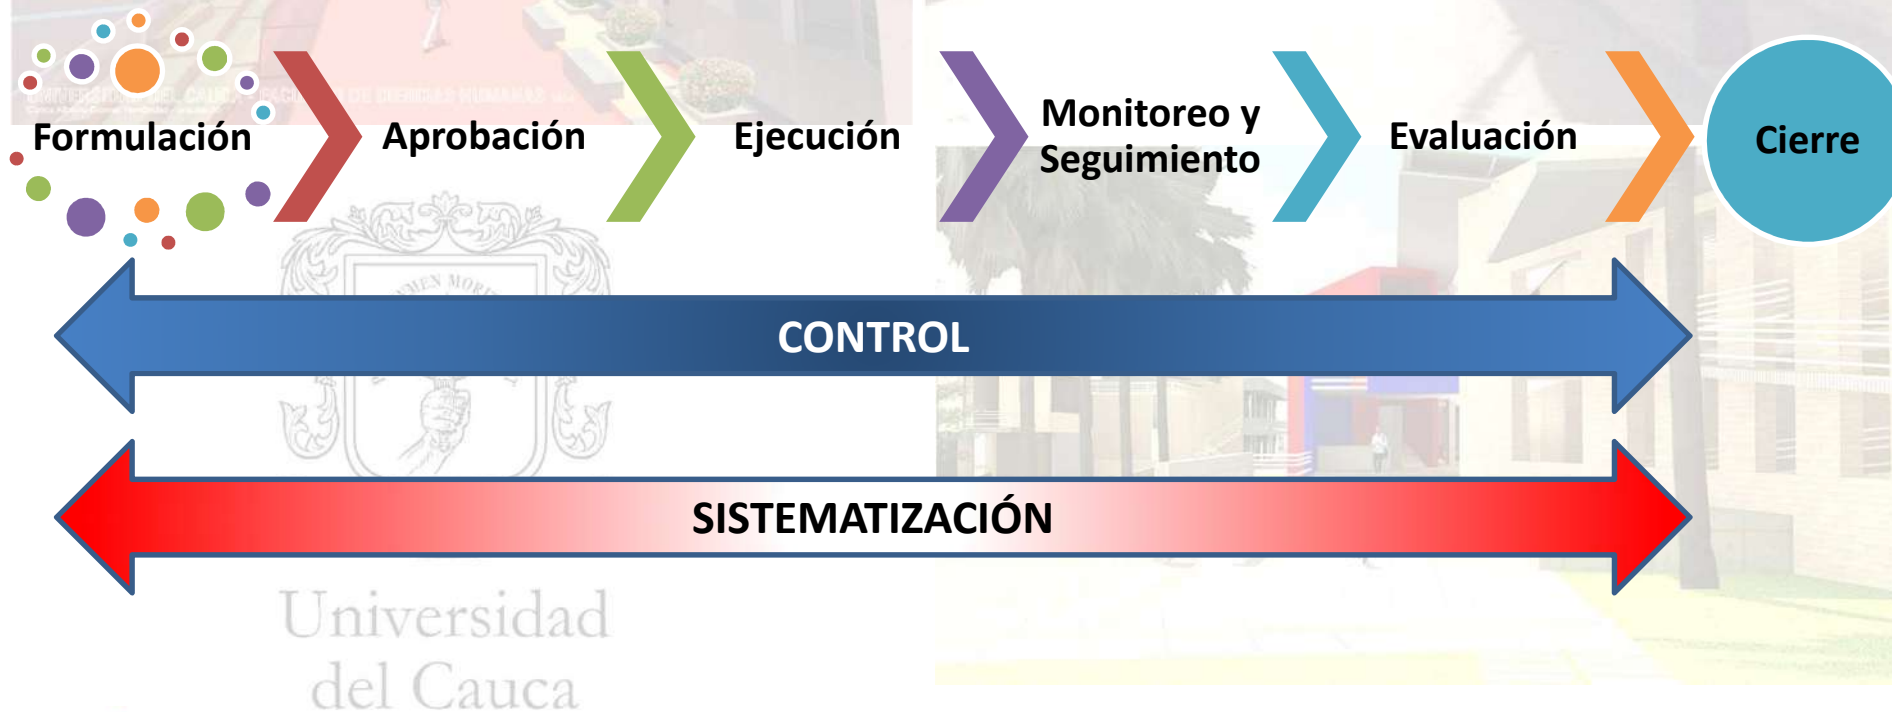 Formulación
Aprobación
Ejecución
Monitoreo y
Seguimiento
Evaluación
Cierre
CONTROL
SISTEMATIZACIÓN
Universidad
del Cauca